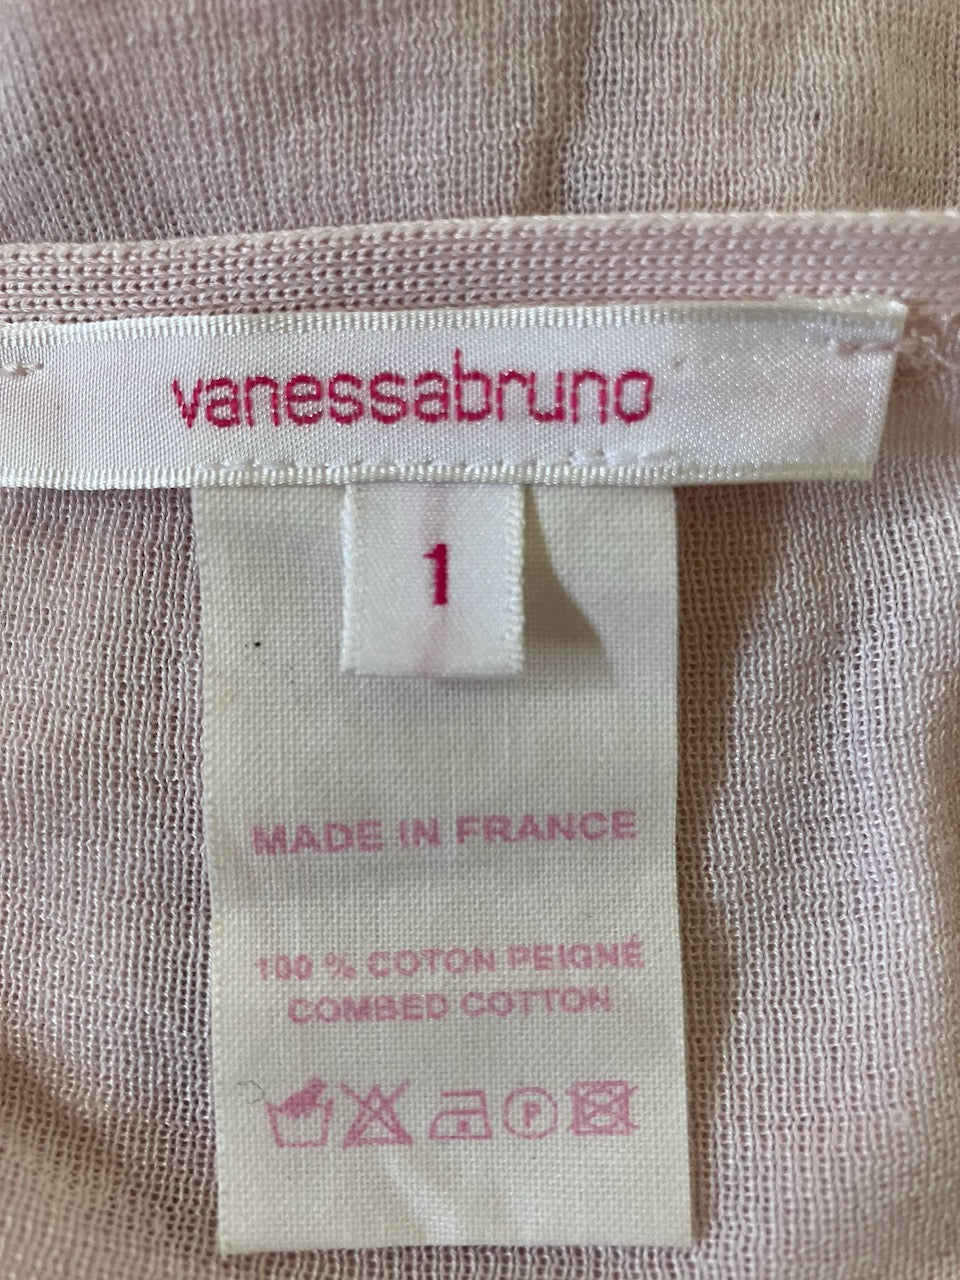 vanessabruno
1
MADE IN FRANCE
100 % COTON PEIGNÉ
COMBED COTTON
P